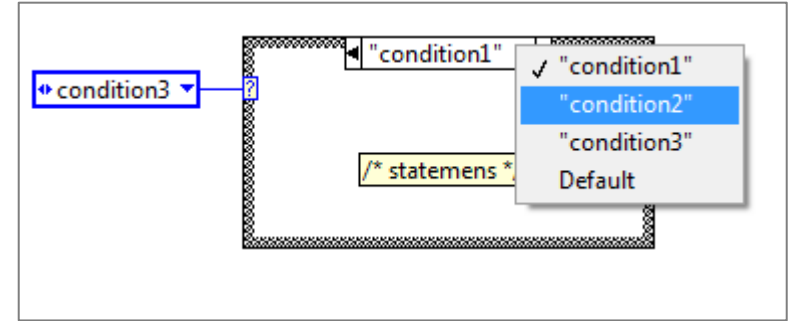 "condition1"
"condition1"
condition3
?
"condition2"
"condition3"
/* statemens *
Default